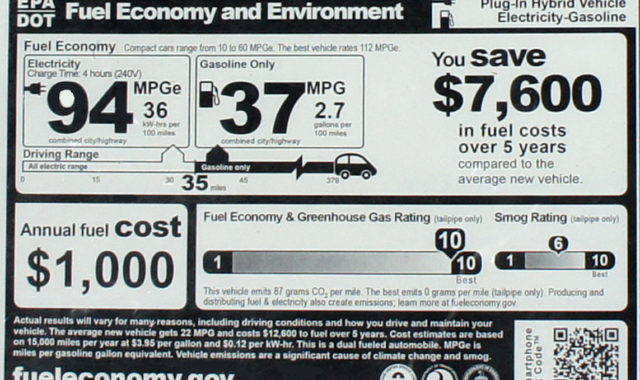 EPA
DOT
Fuel Economy and Environment
Plug-In Hybrid Vehicle
Electricity-Gasoline
Fuel Economy Compact cars range from 10 to 60 MPGe. The best vehicle rates 112 MPGe.
Electricity
Charge Time: 4 hours (240V)
94
MPGe
36
kW-hrs per
100 miles
combined city/highway
Gasoline Only
37
MPG
2.7
gallons per
100 miles
combined city/highway
You save
$7,600
in fuel costs
over 5 years
compared to the
average new vehicle.
Driving Range
All electric range
Gasoline only
0 15 30 35 miles 45 379
Annual fuel cost
$1,000
Fuel Economy & Greenhouse Gas Rating (tailpipe only)
10
1 10
Best
Smog Rating (tailpipe only)
6
1 10
Best
This vehicle emits 87 grams CO2 per mile. The best emits 0 grams per mile (tailpipe only). Producing and
distributing fuel & electricity also create emissions; learn more at fueleconomy.gov
Actual results will vary for many reasons, including driving conditions and how you drive and maintain your
vehicle. The average new vehicle gets 22 MPG and costs $12,600 to fuel over 5 years. Cost estimates are based
on 15,000 miles per year at $3.95 per gallon and $0.12 per kW-hr. This is a dual fueled automobile. MPGe is
miles per gasoline gallon equivalent. Vehicle emissions are a significant cause of climate change and smog.
fueleconomy.gov
Code™